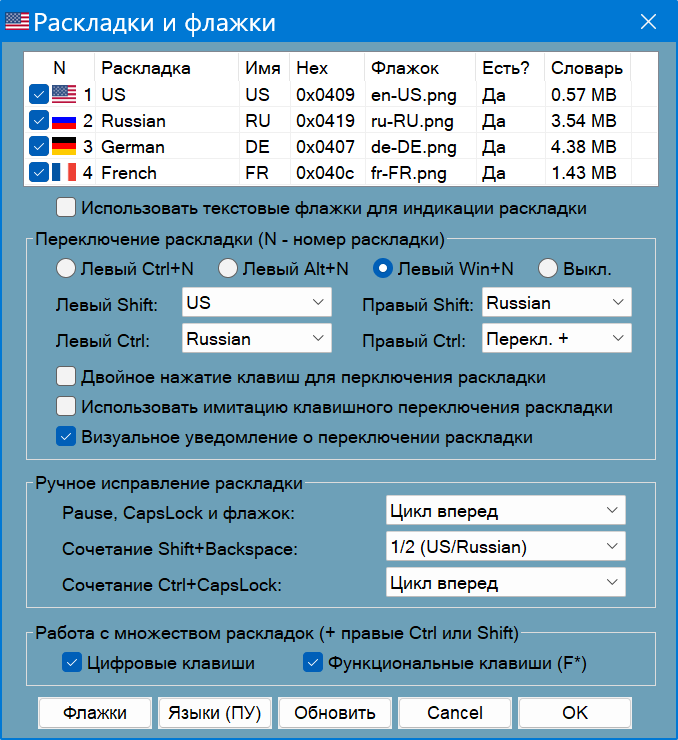 Раскладки и флажки
N Раскладка Имя Hex Флажок Есть? Словарь
1 US US 0x0409 en-US.png Да 0.57 MB
2 Russian RU 0x0419 ru-RU.png Да 3.54 MB
3 German DE 0x0407 de-DE.png Да 4.38 MB
4 French FR 0x040c fr-FR.png Да 1.43 MB
Использовать текстовые флажки для индикации раскладки
Переключение раскладки (N - номер раскладки)
Левый Ctrl+N Левый Alt+N Левый Win+N Выкл.
Левый Shift: US Правый Shift: Russian
Левый Ctrl: Russian Правый Ctrl: Перекл. +
Двойное нажатие клавиш для перключения раскладки
Использовать имитацию клавишного переключения раскладки
Визуальное уведомление о переключении раскладки
Ручное исправление раскладки
Pause, CapsLock и флажок: Цикл вперед
Сочетание Shift+Backspace: 1/2 (US/Russian)
Сочетание Ctrl+CapsLock: Цикл вперед
Работа с множеством раскладок (+ правые Ctrl или Shift)
Цифровые клавиши Функциональные клавиши (F*)
Флажки Языки (ПУ) Обновить Cancel OK